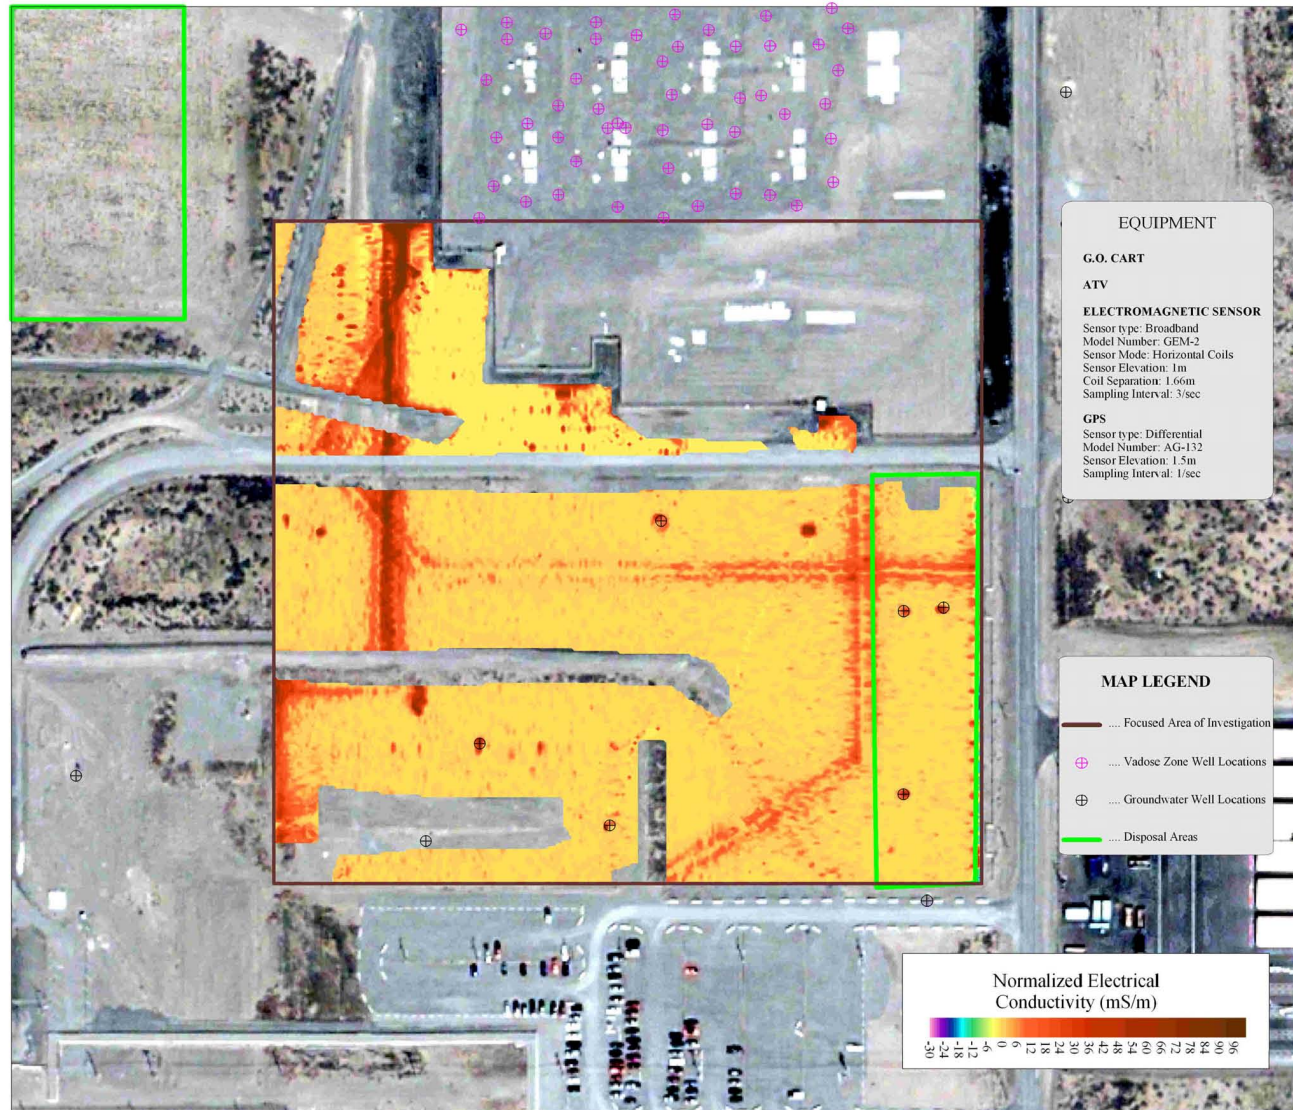 EQUIPMENT
G.O. CART
ATV
ELECTROMAGNETIC SENSOR
Sensor type: Broadband
Model Number: GEM-2
Sensor Mode: Horizontal Coils
Sensor Elevation: 1m
Coil Separation: 1.66m
Sampling Interval: 3/sec
GPS
Sensor type: Differential
Model Number: AG-132
Sensor Elevation: 1.5m
Sampling Interval: 1/sec
MAP LEGEND
.... Focused Area of Investigation
.... Vadose Zone Well Locations
.... Groundwater Well Locations
.... Disposal Areas
Normalized Electrical
Conductivity (mS/m)
-30 -24 -18 -12 -6 0 6 12 18 24 30 36 42 48 54 60 66 72 78 84 90 96